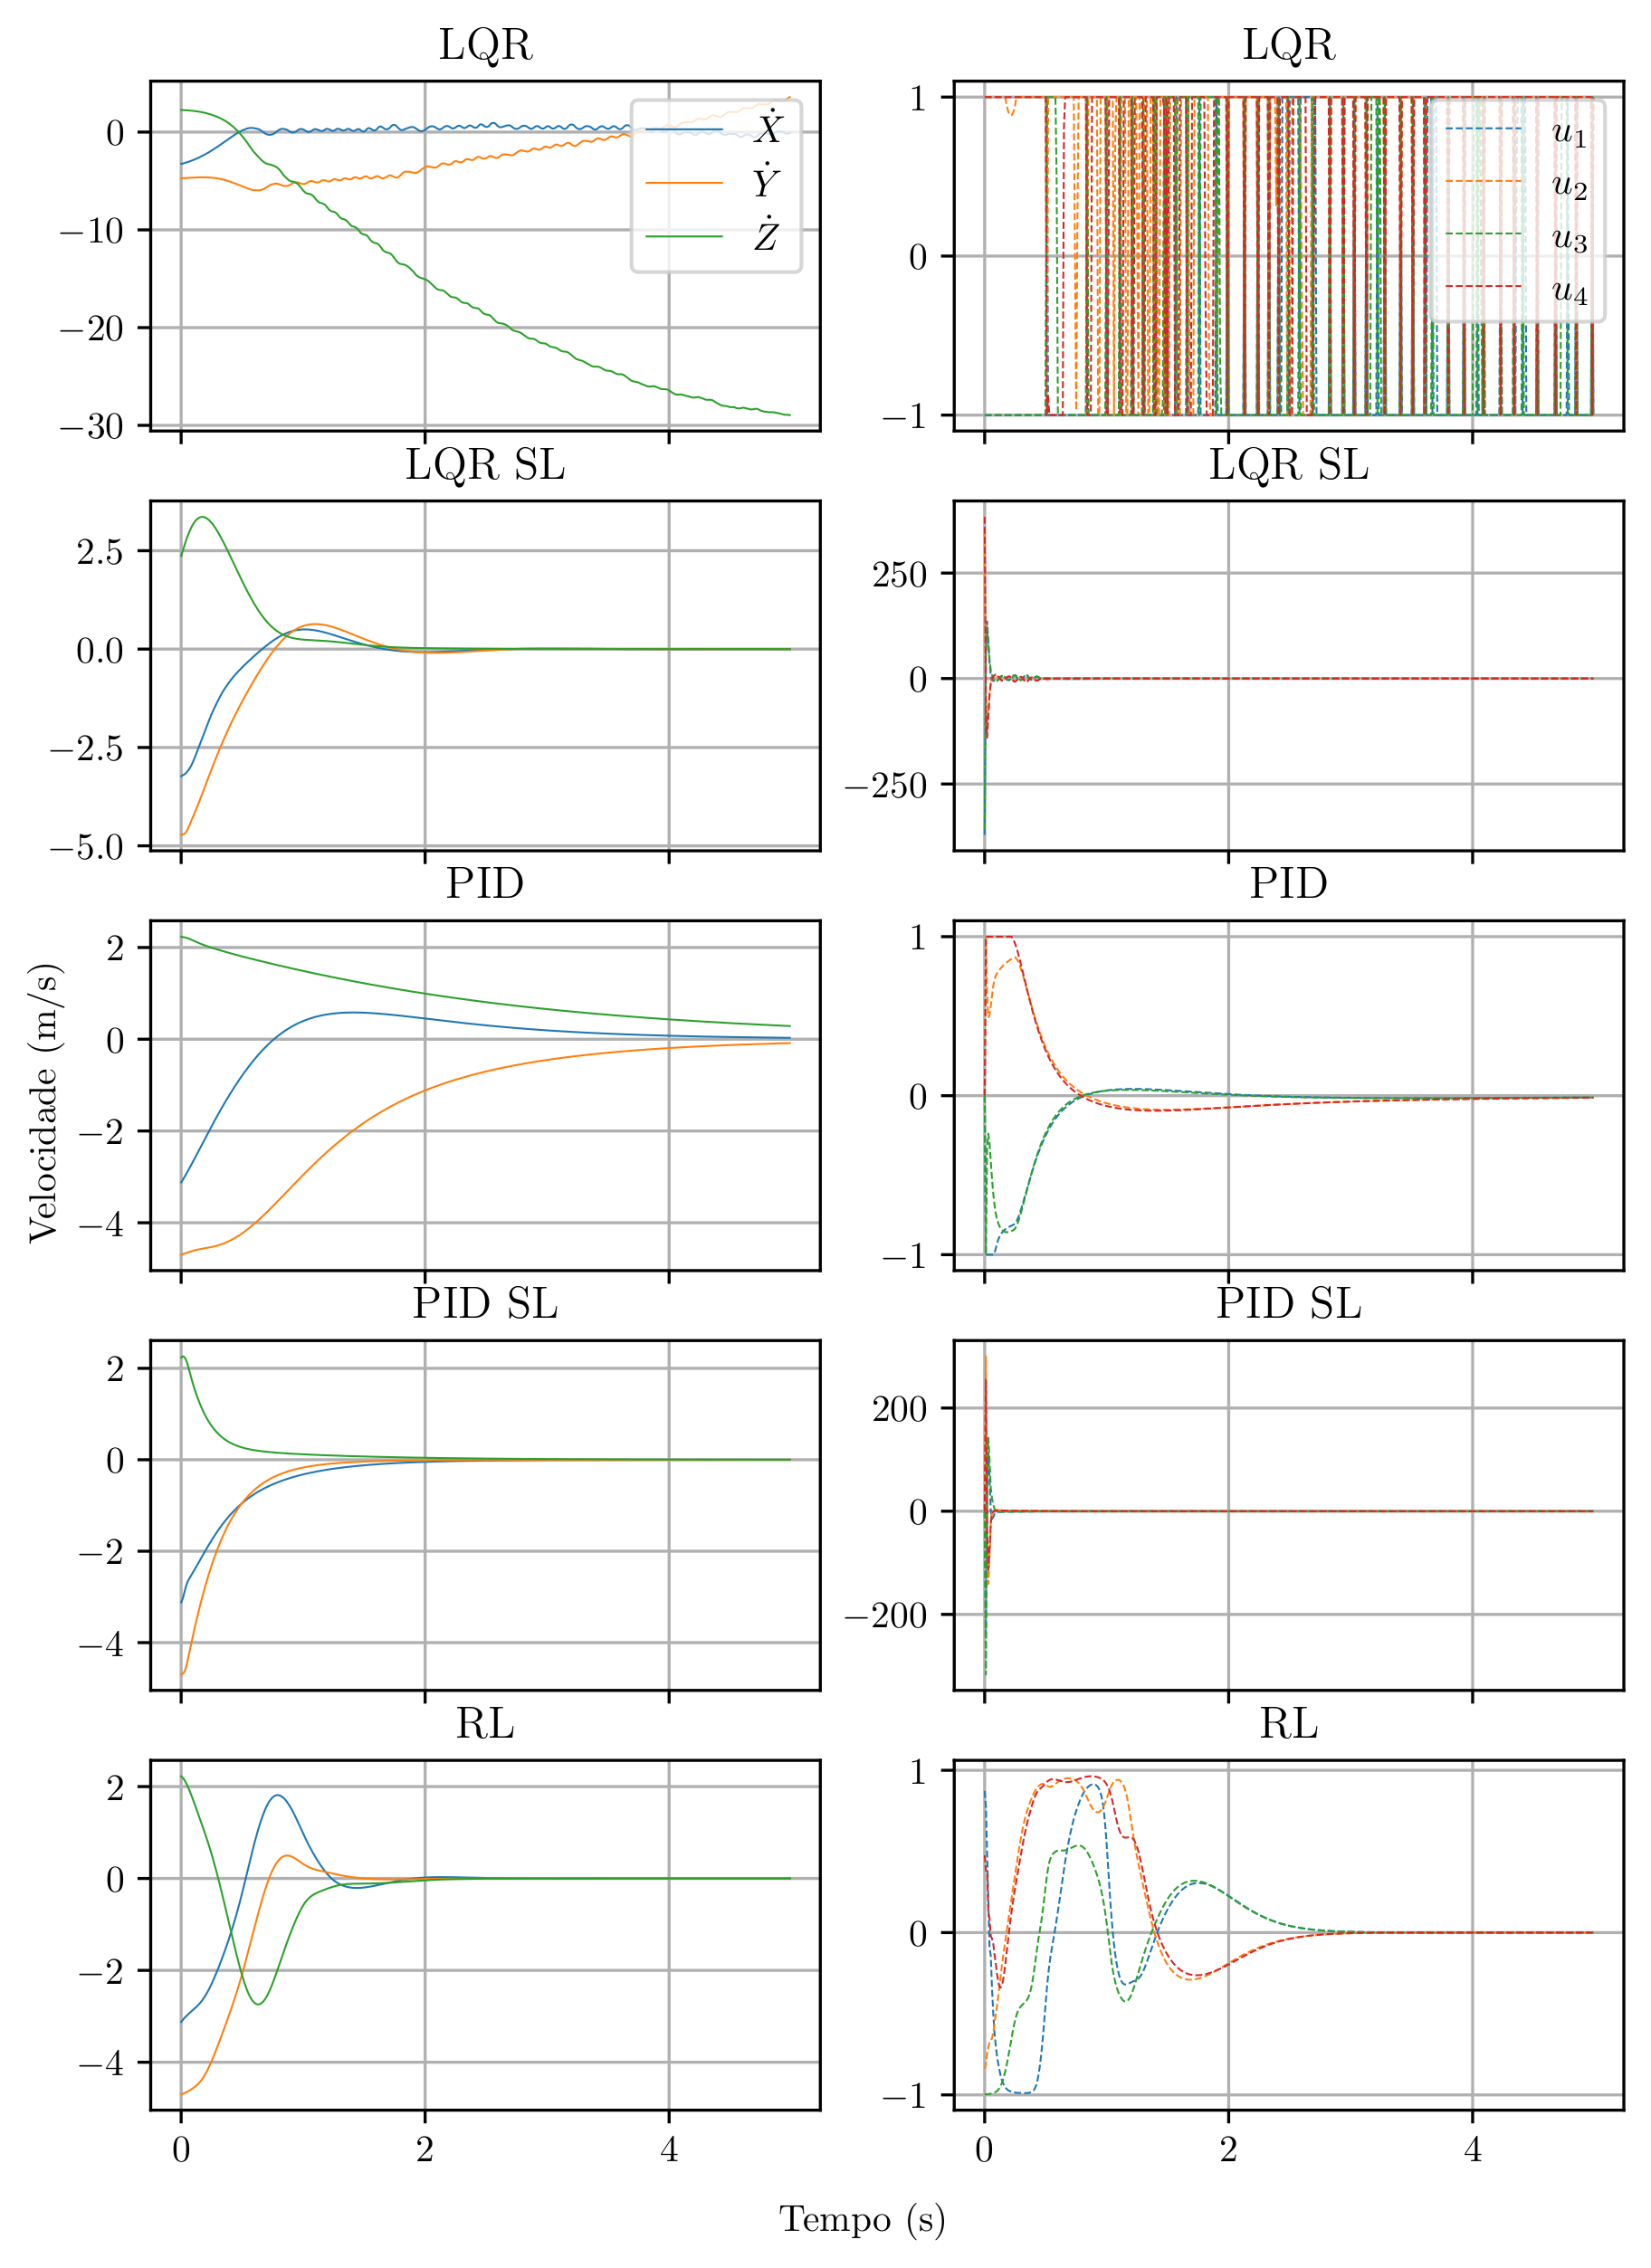 LQR
LQR
0
−10
−20
−30
Ẋ
Ẏ
Ż
1
0
−1
u₁
u₂
u₃
u₄
LQR SL
LQR SL
2.5
0.0
−2.5
−5.0
250
0
−250
PID
PID
2
0
−2
−4
1
0
−1
Velocidade (m/s)
PID SL
PID SL
2
0
−2
−4
200
0
−200
RL
RL
2
0
−2
−4
1
0
−1
0 2 4
0 2 4
Tempo (s)